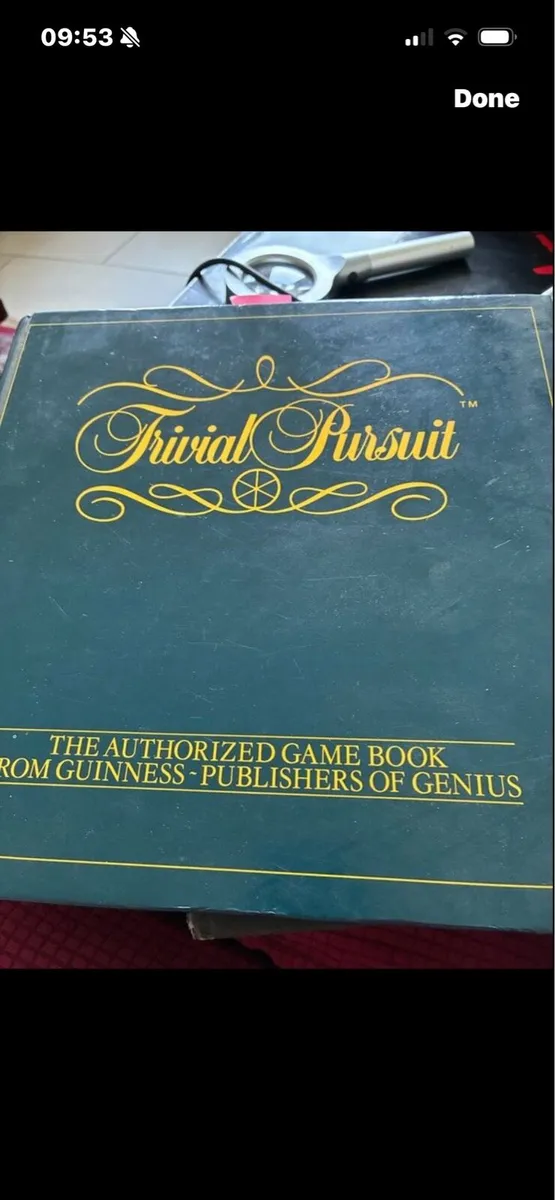 09:53
Done
Trivial Pursuit TM
THE AUTHORIZED GAME BOOK
ROM GUINNESS - PUBLISHERS OF GENIUS